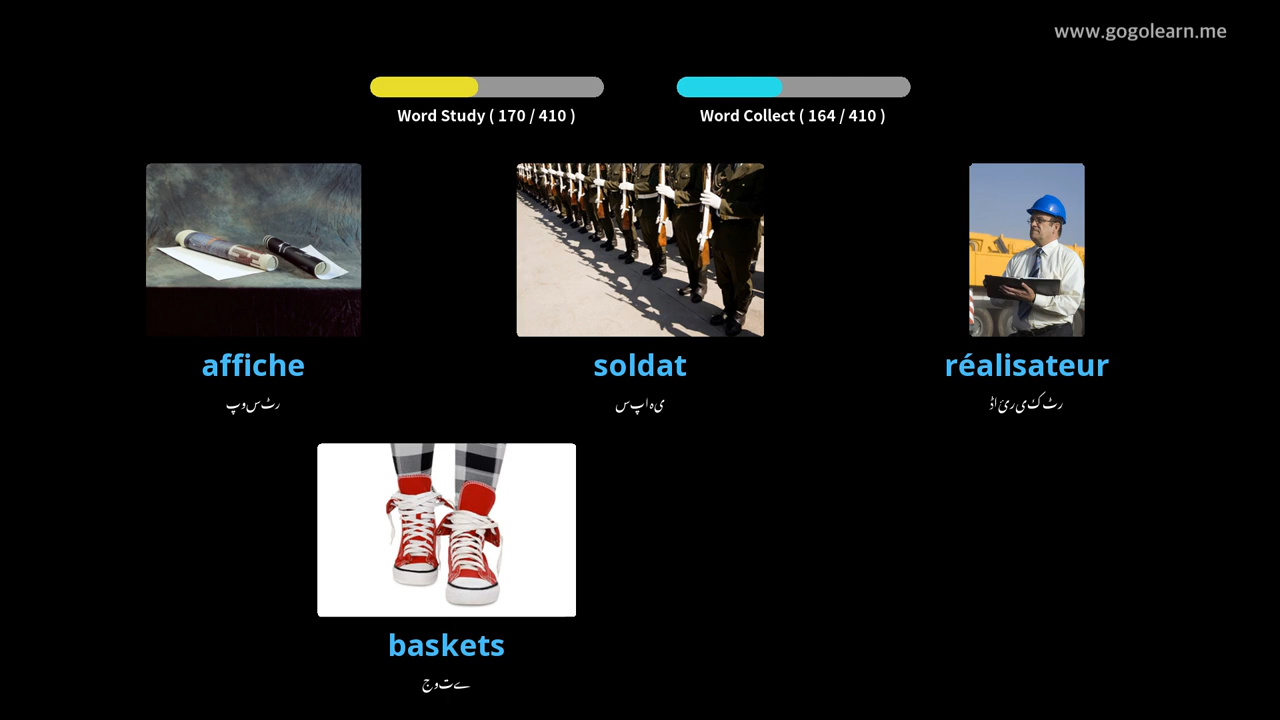 www.gogolearn.me
Word Study ( 170 / 410 )
Word Collect ( 164 / 410 )
affiche
رٹسوپ
soldat
یہاپس
réalisateur
رٹکیرئاڈ
baskets
ےتوج